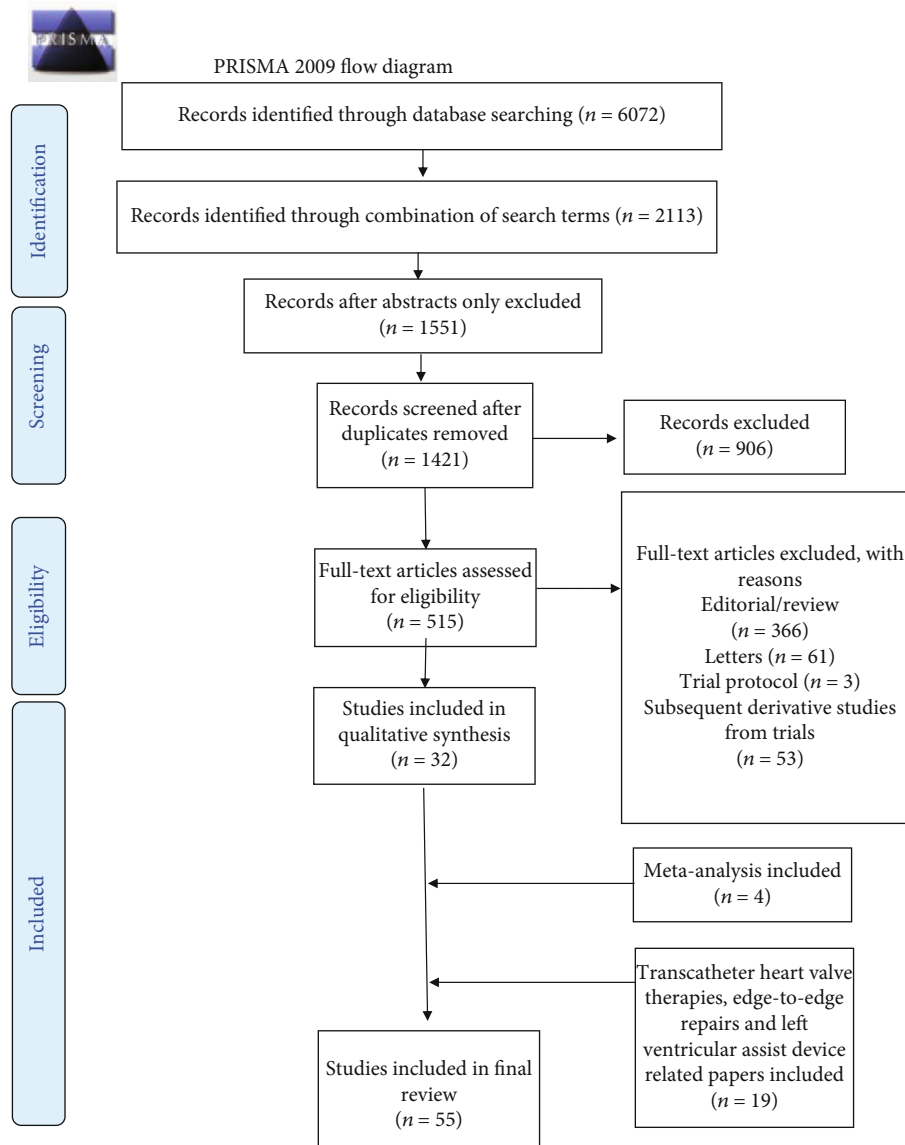 PRISMA
PRISMA 2009 flow diagram
Identification
Records identified through database searching (n = 6072)
Records identified through combination of search terms (n = 2113)
Records after abstracts only excluded
(n = 1551)
Screening
Records screened after
duplicates removed
(n = 1421)
Records excluded
(n = 906)
Eligibility
Full-text articles assessed
for eligibility
(n = 515)
Full-text articles excluded, with
reasons
Editorial/review
(n = 366)
Letters (n = 61)
Trial protocol (n = 3)
Subsequent derivative studies
from trials
(n = 53)
Included
Studies included in
qualitative synthesis
(n = 32)
Meta-analysis included
(n = 4)
Transcatheter heart valve
therapies, edge-to-edge
repairs and left
ventricular assist device
related papers included
(n = 19)
Studies included in final
review
(n = 55)